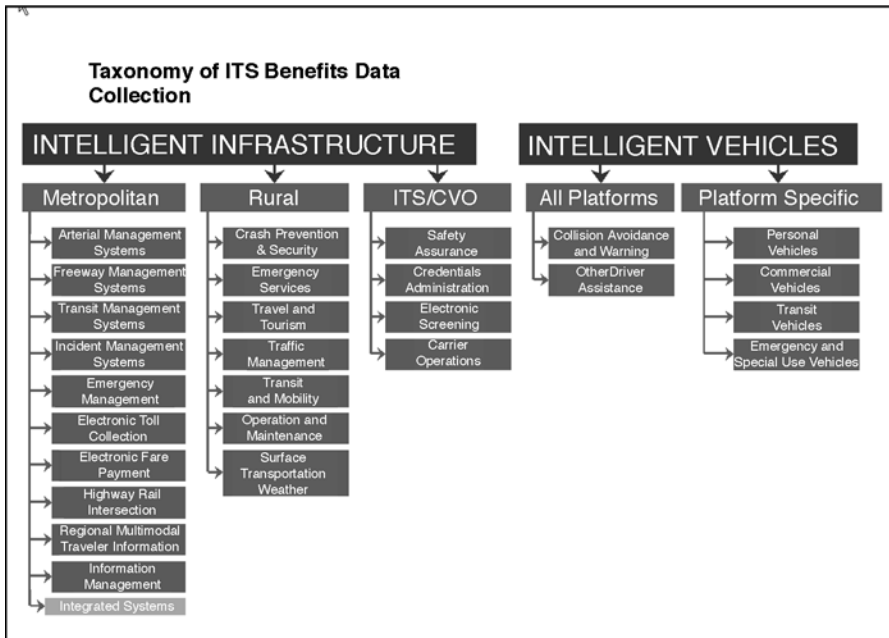 Taxonomy of ITS Benefits Data
Collection
INTELLIGENT INFRASTRUCTURE
INTELLIGENT VEHICLES
Metropolitan
Arterial Management
Systems
Freeway Management
Systems
Transit Management
Systems
Incident Management
Systems
Emergency
Management
Electronic Toll
Collection
Electronic Fare
Payment
Highway Rail
Intersection
Regional Multimodal
Traveler Information
Information
Management
Integrated Systems
Rural
Crash Prevention
& Security
Emergency
Services
Travel and
Tourism
Traffic
Management
Transit
and Mobility
Operation and
Maintenance
Surface
Transportation
Weather
ITS/CVO
Safety
Assurance
Credentials
Administration
Electronic
Screening
Carrier
Operations
All Platforms
Collision Avoidance
and Warning
OtherDriver
Assistance
Platform Specific
Personal
Vehicles
Commercial
Vehicles
Transit
Vehicles
Emergency and
Special Use Vehicles